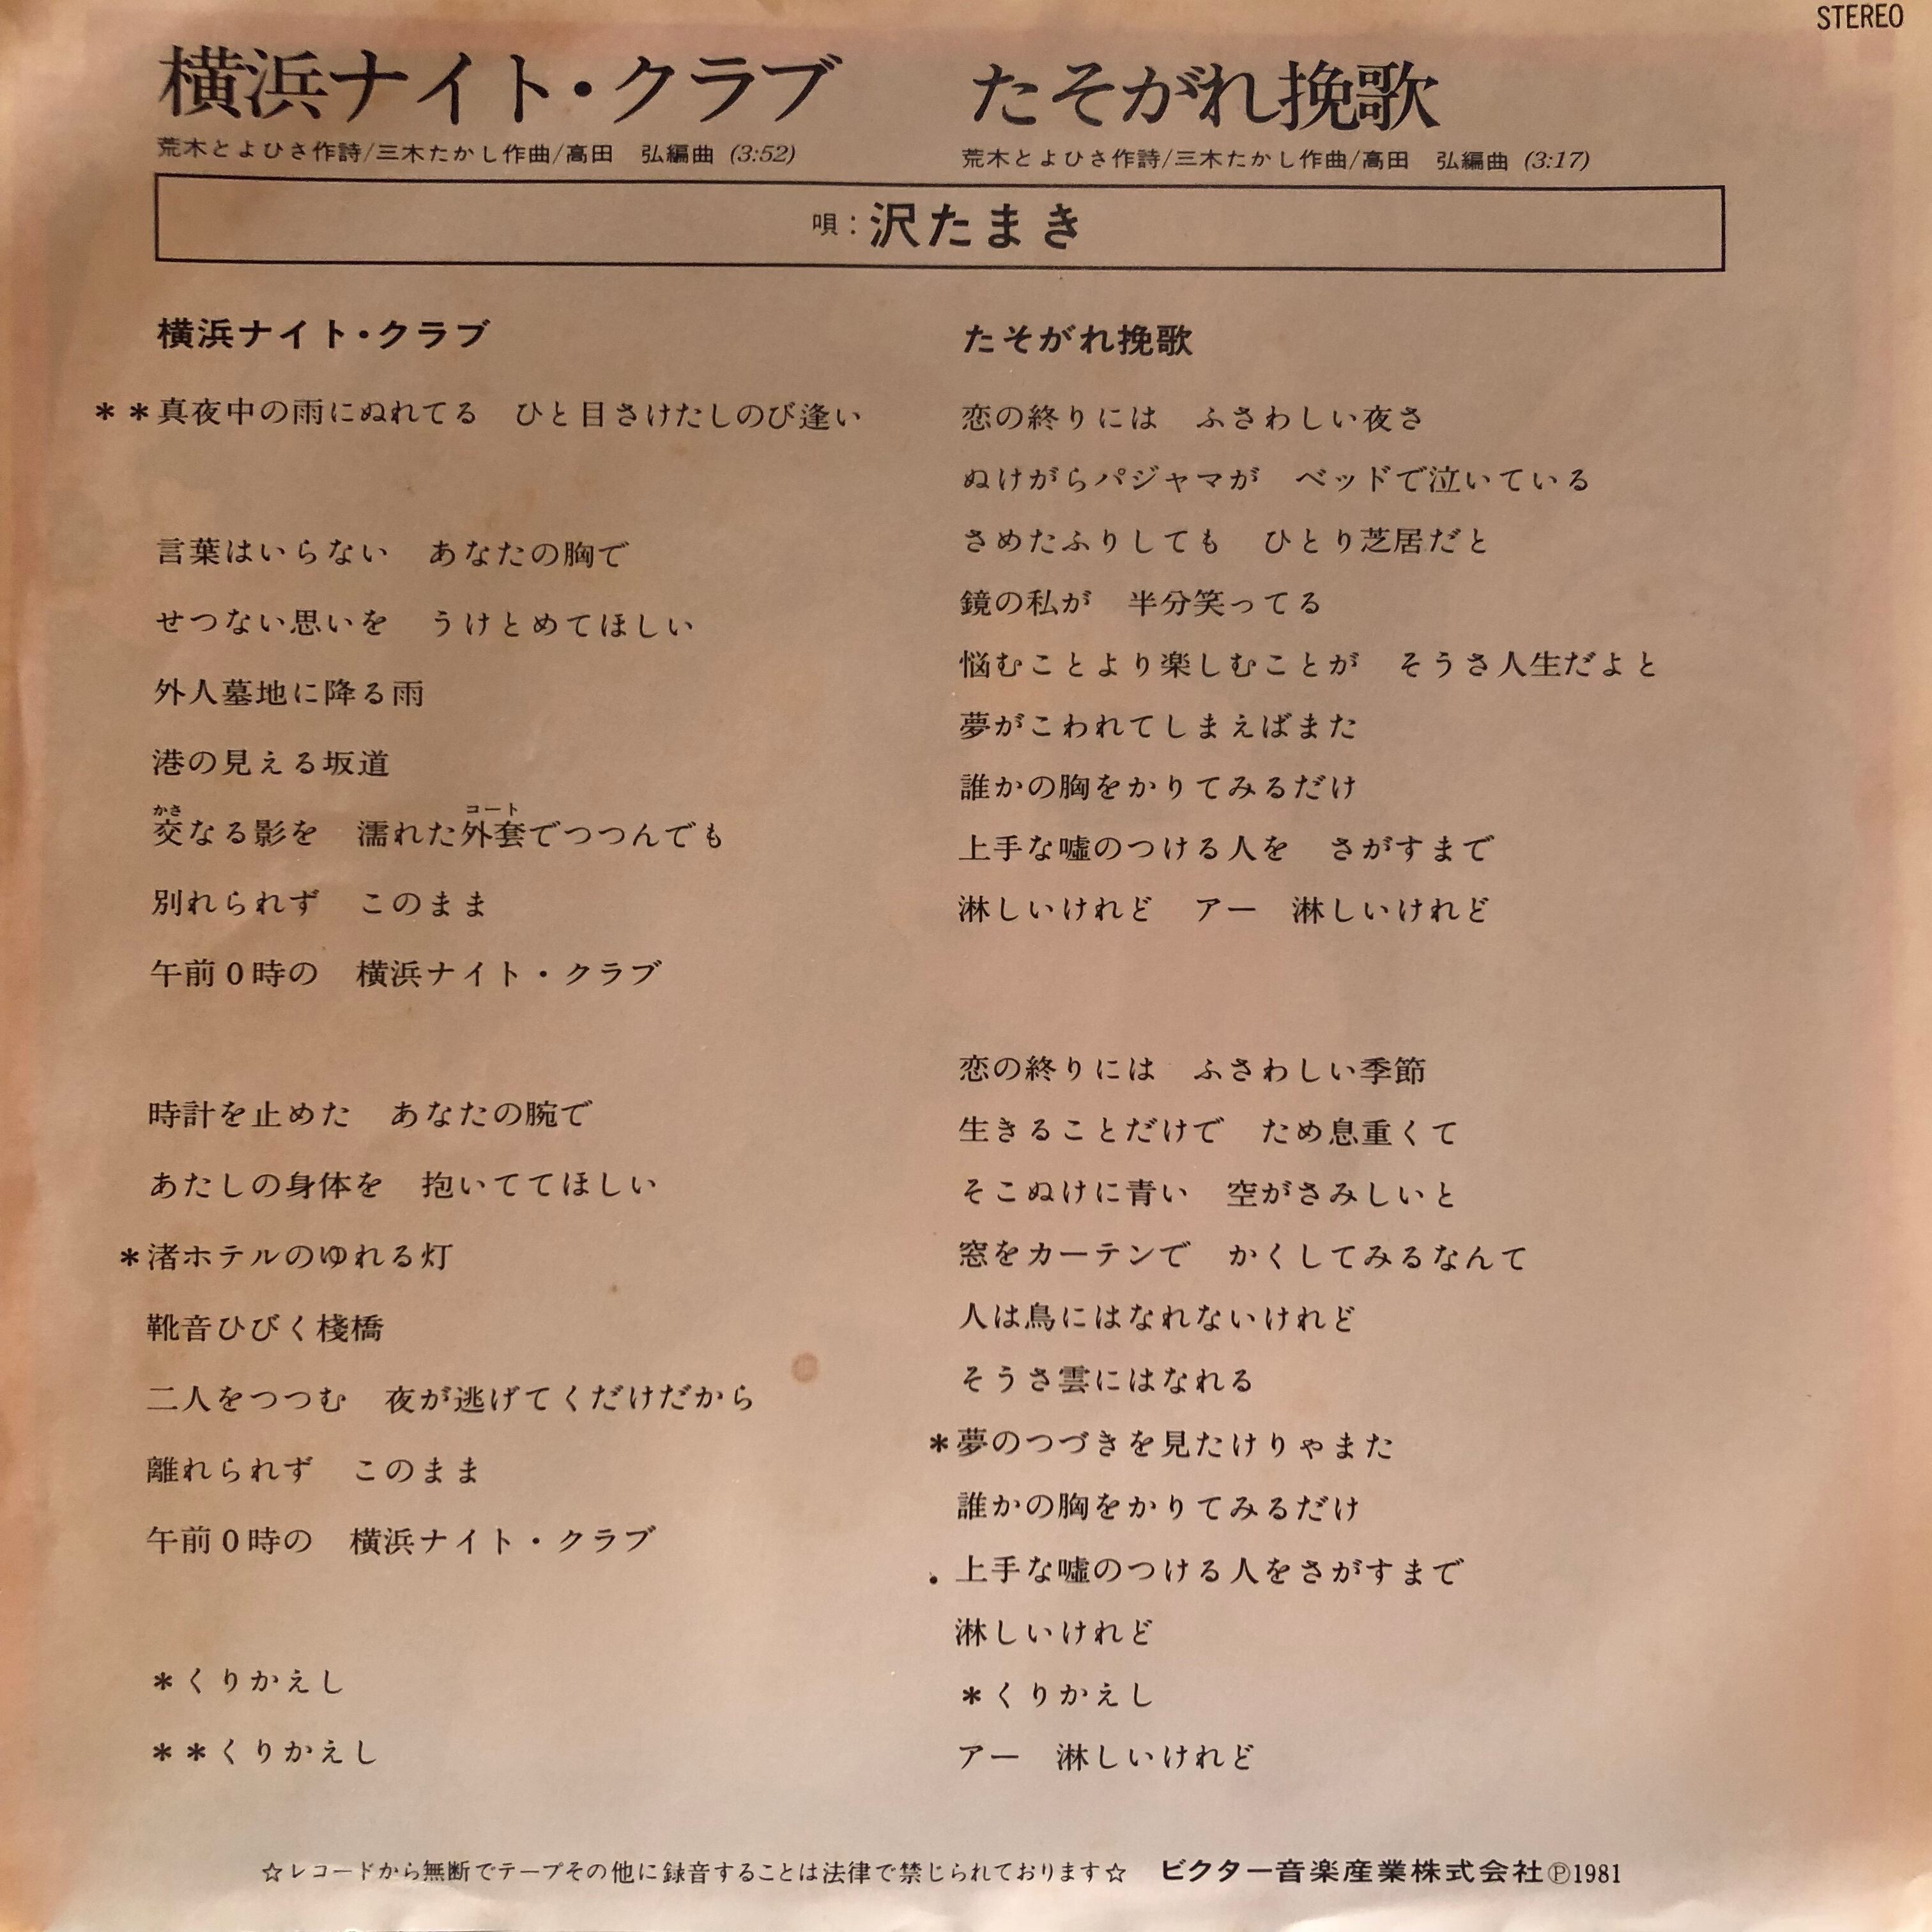 STEREO
横浜ナイト・クラブ
荒木とよひさ作詩/三木たかし作曲/高田　弘編曲 (3:52)
たそがれ挽歌
荒木とよひさ作詩/三木たかし作曲/高田　弘編曲 (3:17)
唄：沢たまき
横浜ナイト・クラブ
＊＊真夜中の雨にぬれてる　ひと目さけたしのび逢い
言葉はいらない　あなたの胸で
せつない思いを　うけとめてほしい
外人墓地に降る雨
港の見える坂道
かさ　コート
交なる影を　濡れた外套でつつんでも
別れられず　このまま
午前０時の　横浜ナイト・クラブ
時計を止めた　あなたの腕で
あたしの身体を　抱いててほしい
＊渚ホテルのゆれる灯
靴音ひびく棧橋
二人をつつむ　夜が逃げてくだけだから
離れられず　このまま
午前０時の　横浜ナイト・クラブ
＊くりかえし
＊＊くりかえし
たそがれ挽歌
恋の終りには　ふさわしい夜さ
ぬけがらパジャマが　ベッドで泣いている
さめたふりしても　ひとり芝居だと
鏡の私が　半分笑ってる
悩むことより楽しむことが　そうさ人生だよと
夢がこわれてしまえばまた
誰かの胸をかりてみるだけ
上手な嘘のつける人を　さがすまで
淋しいけれど　アー　淋しいけれど
恋の終りには　ふさわしい季節
生きることだけで　ため息重くて
そこぬけに青い　空がさみしいと
窓をカーテンで　かくしてみるなんて
人は鳥にはなれないけれど
そうさ雲にはなれる
＊夢のつづきを見たけりゃまた
誰かの胸をかりてみるだけ
上手な嘘のつける人をさがすまで
淋しいけれど
＊くりかえし
アー　淋しいけれど
☆レコードから無断でテープその他に録音することは法律で禁じられております☆　ビクター音楽産業株式会社Ⓟ1981